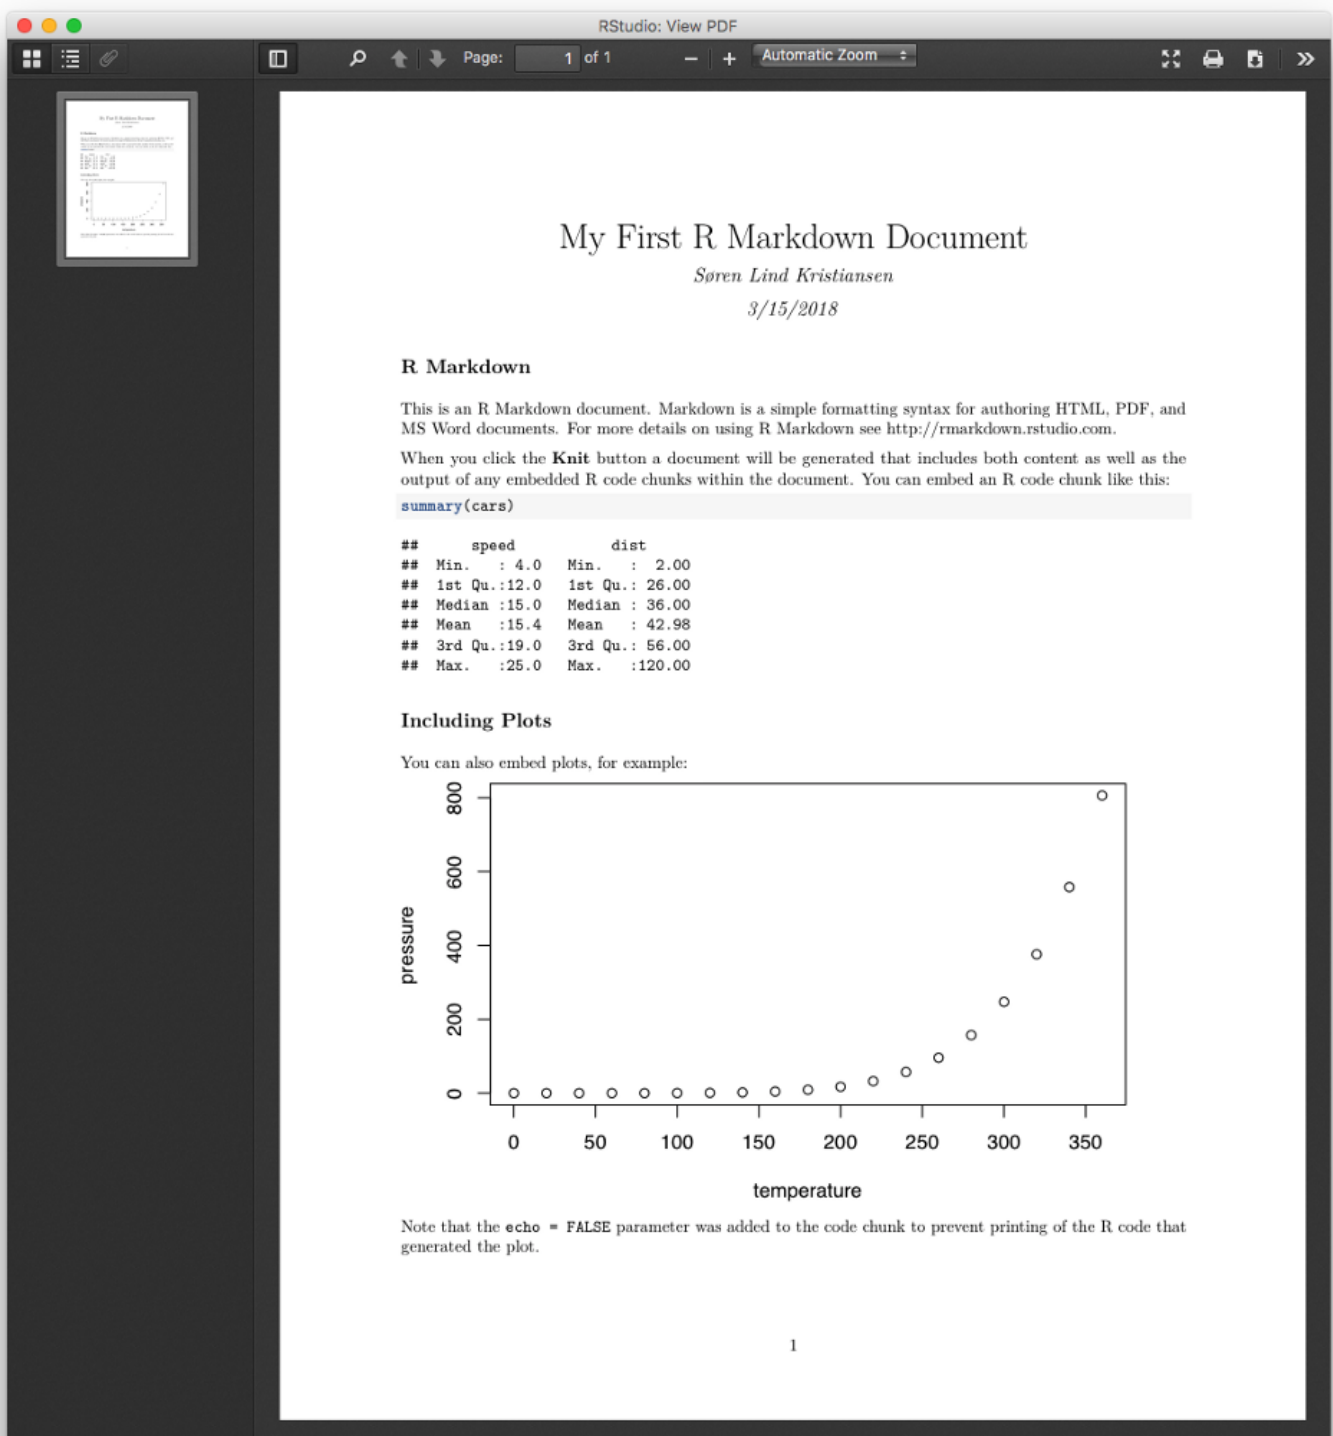 RStudio: View PDF
Page: 1 of 1
Automatic Zoom
My First R Markdown Document
Søren Lind Kristiansen
3/15/2018
R Markdown
This is an R Markdown document. Markdown is a simple formatting syntax for authoring HTML, PDF, and
MS Word documents. For more details on using R Markdown see http://rmarkdown.rstudio.com.
When you click the Knit button a document will be generated that includes both content as well as the
output of any embedded R code chunks within the document. You can embed an R code chunk like this:
summary(cars)
##      speed           dist
##  Min.   : 4.0   Min.   :  2.00
##  1st Qu.:12.0   1st Qu.: 26.00
##  Median :15.0   Median : 36.00
##  Mean   :15.4   Mean   : 42.98
##  3rd Qu.:19.0   3rd Qu.: 56.00
##  Max.   :25.0   Max.   :120.00
Including Plots
You can also embed plots, for example:
800
600
400
200
0
pressure
0 50 100 150 200 250 300 350
temperature
Note that the echo = FALSE parameter was added to the code chunk to prevent printing of the R code that
generated the plot.
1